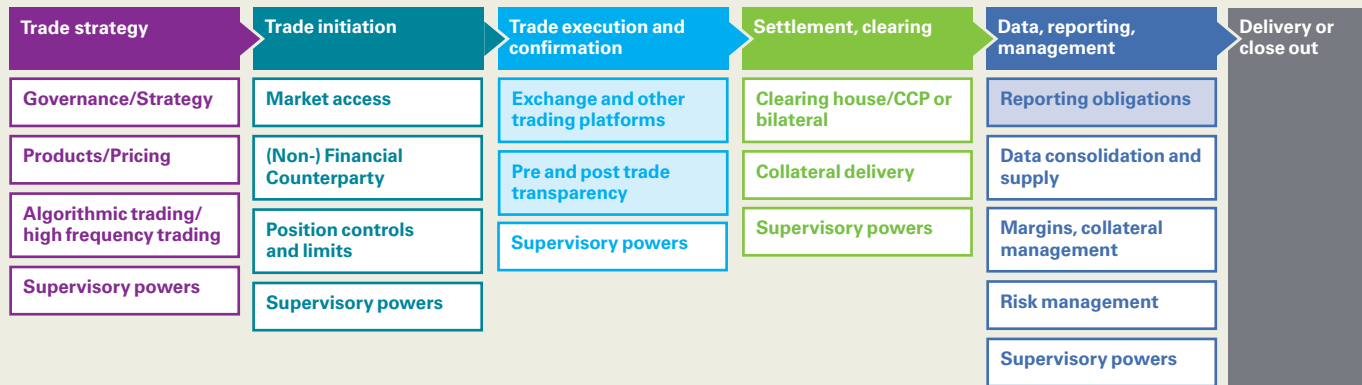 Trade strategy
Governance/Strategy
Products/Pricing
Algorithmic trading/
high frequency trading
Supervisory powers
Trade initiation
Market access
(Non-) Financial
Counterparty
Position controls
and limits
Supervisory powers
Trade execution and
confirmation
Exchange and other
trading platforms
Pre and post trade
transparency
Supervisory powers
Settlement, clearing
Clearing house/CCP or
bilateral
Collateral delivery
Supervisory powers
Data, reporting,
management
Reporting obligations
Data consolidation and
supply
Margins, collateral
management
Risk management
Supervisory powers
Delivery or
close out